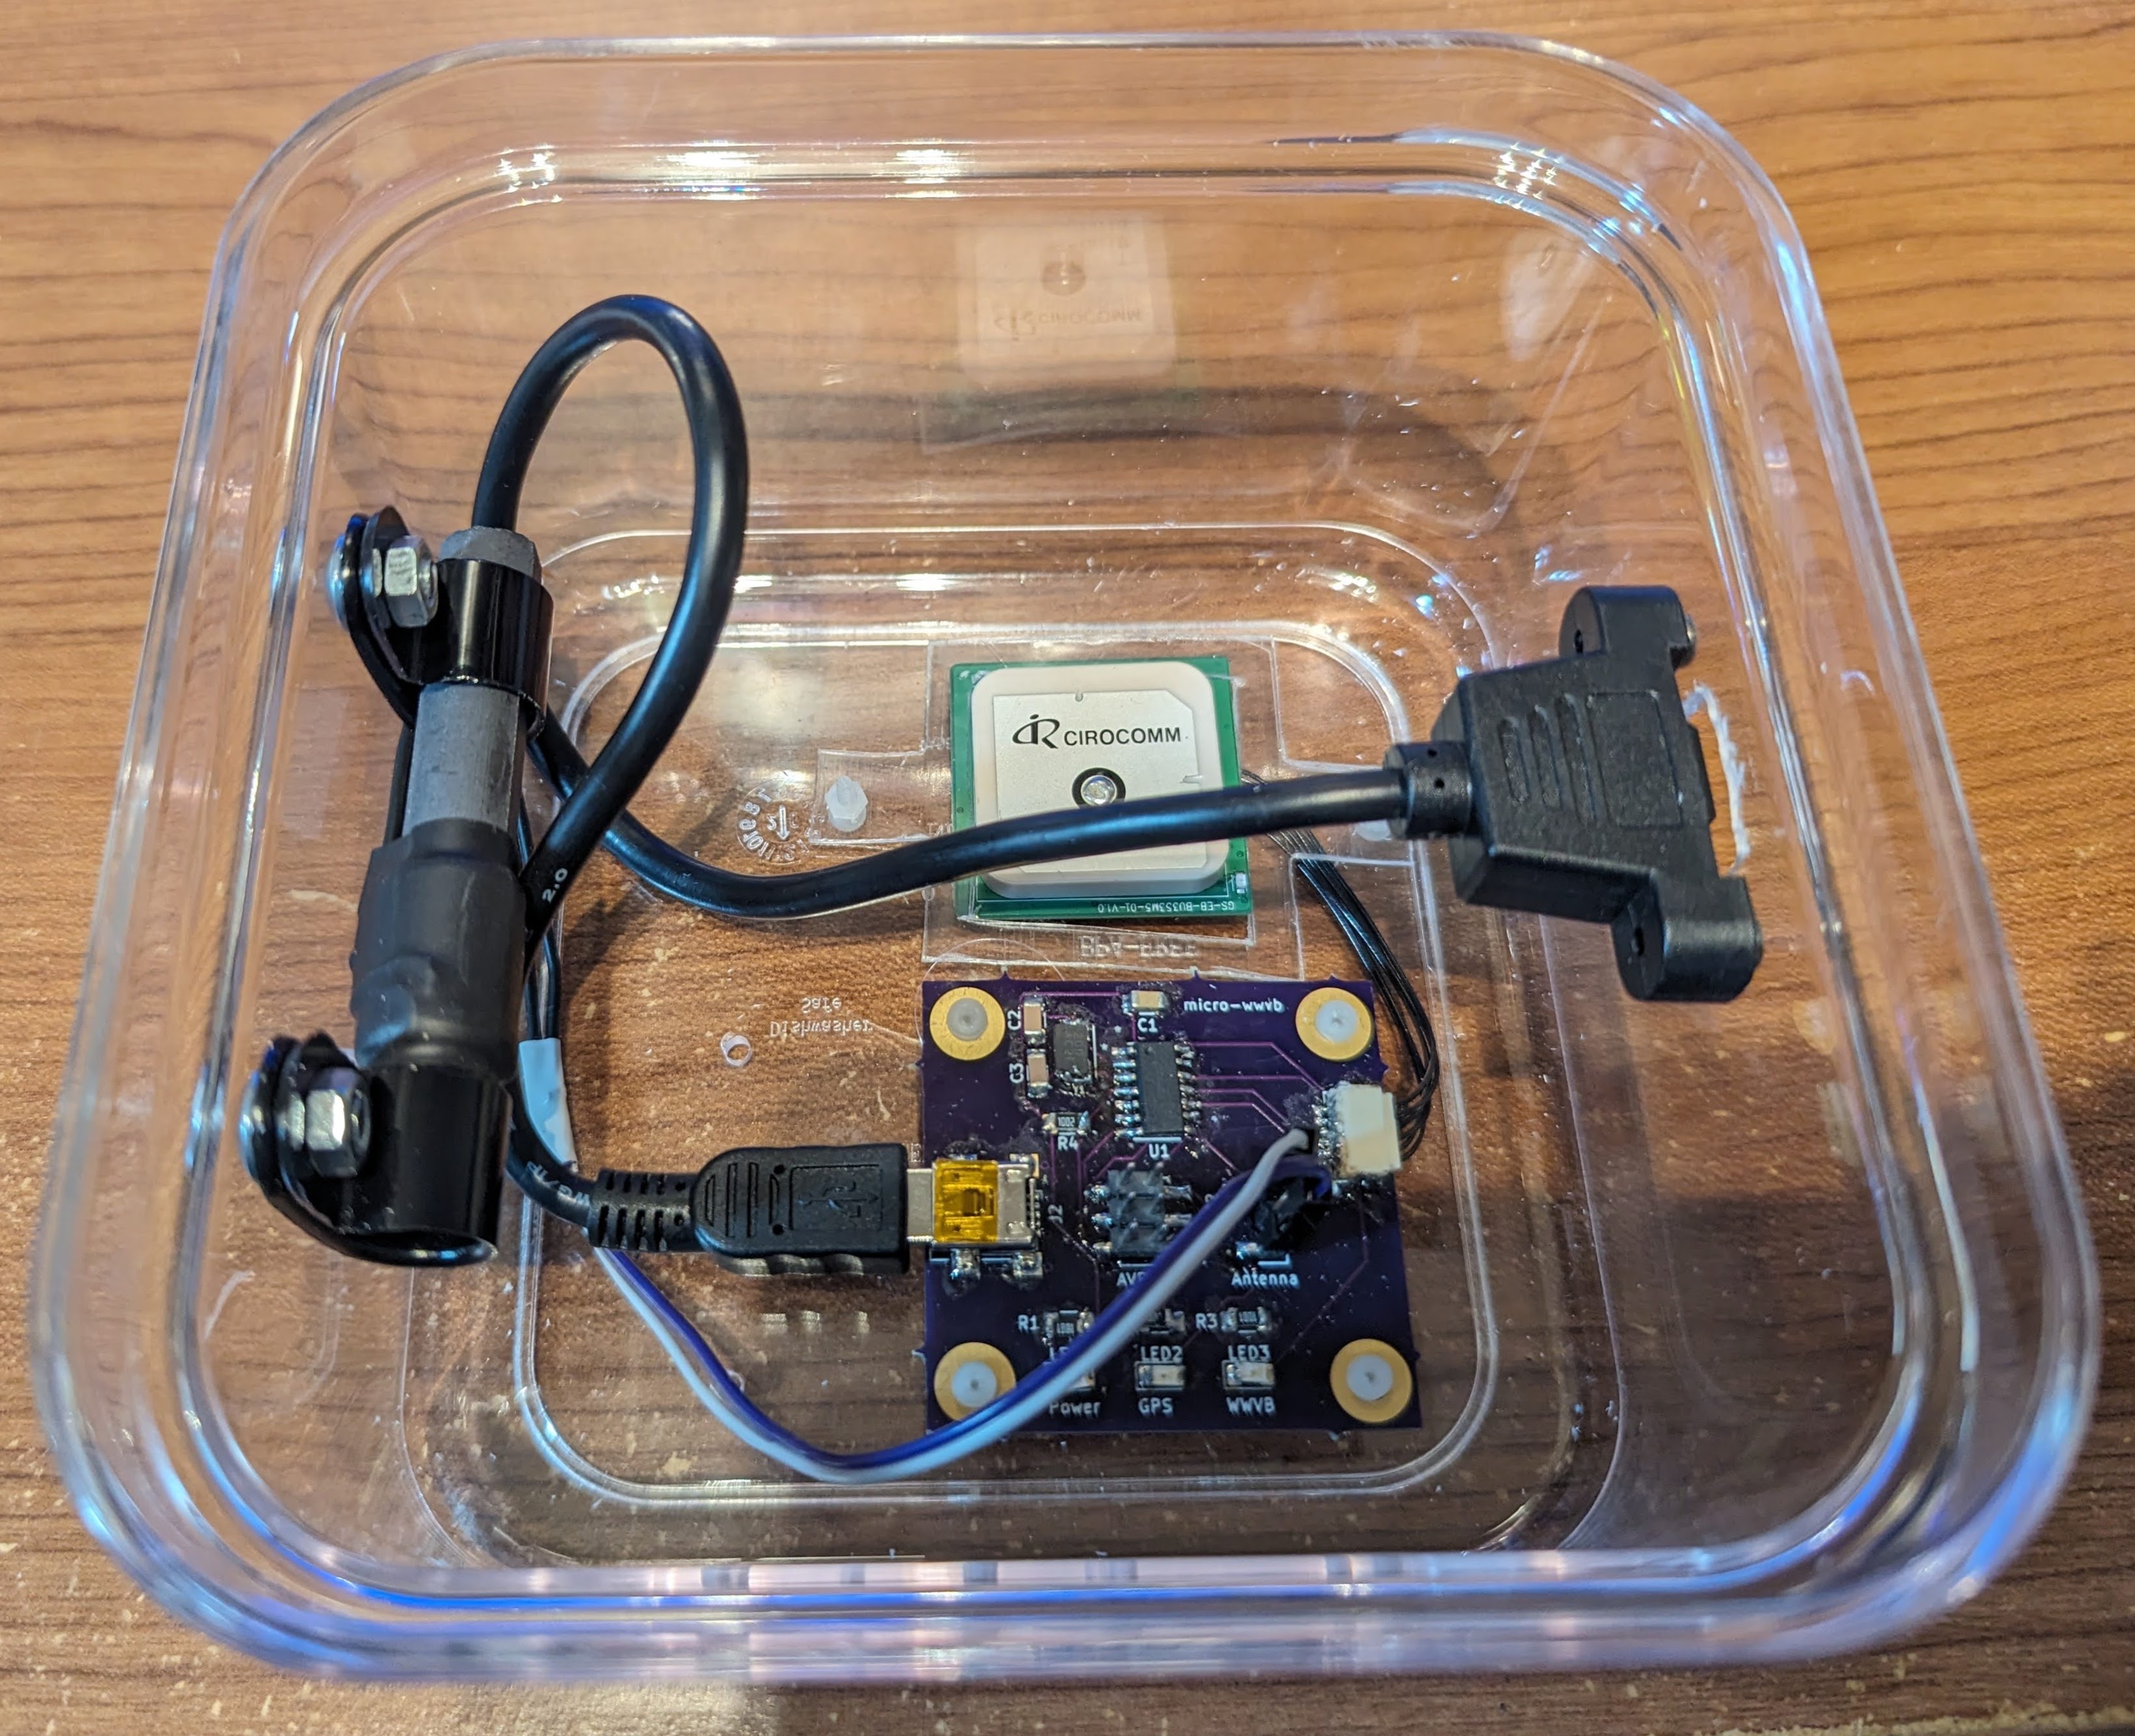 CIROCOMM
GS-EB-BU353M5-01-V1.0
2.0
Dishwasher
Safe
micro-wwvb
C2
C1
C3
R4
U1
J2
Antenna
R1
R3
LED2
LED3
Power
GPS
WWVB